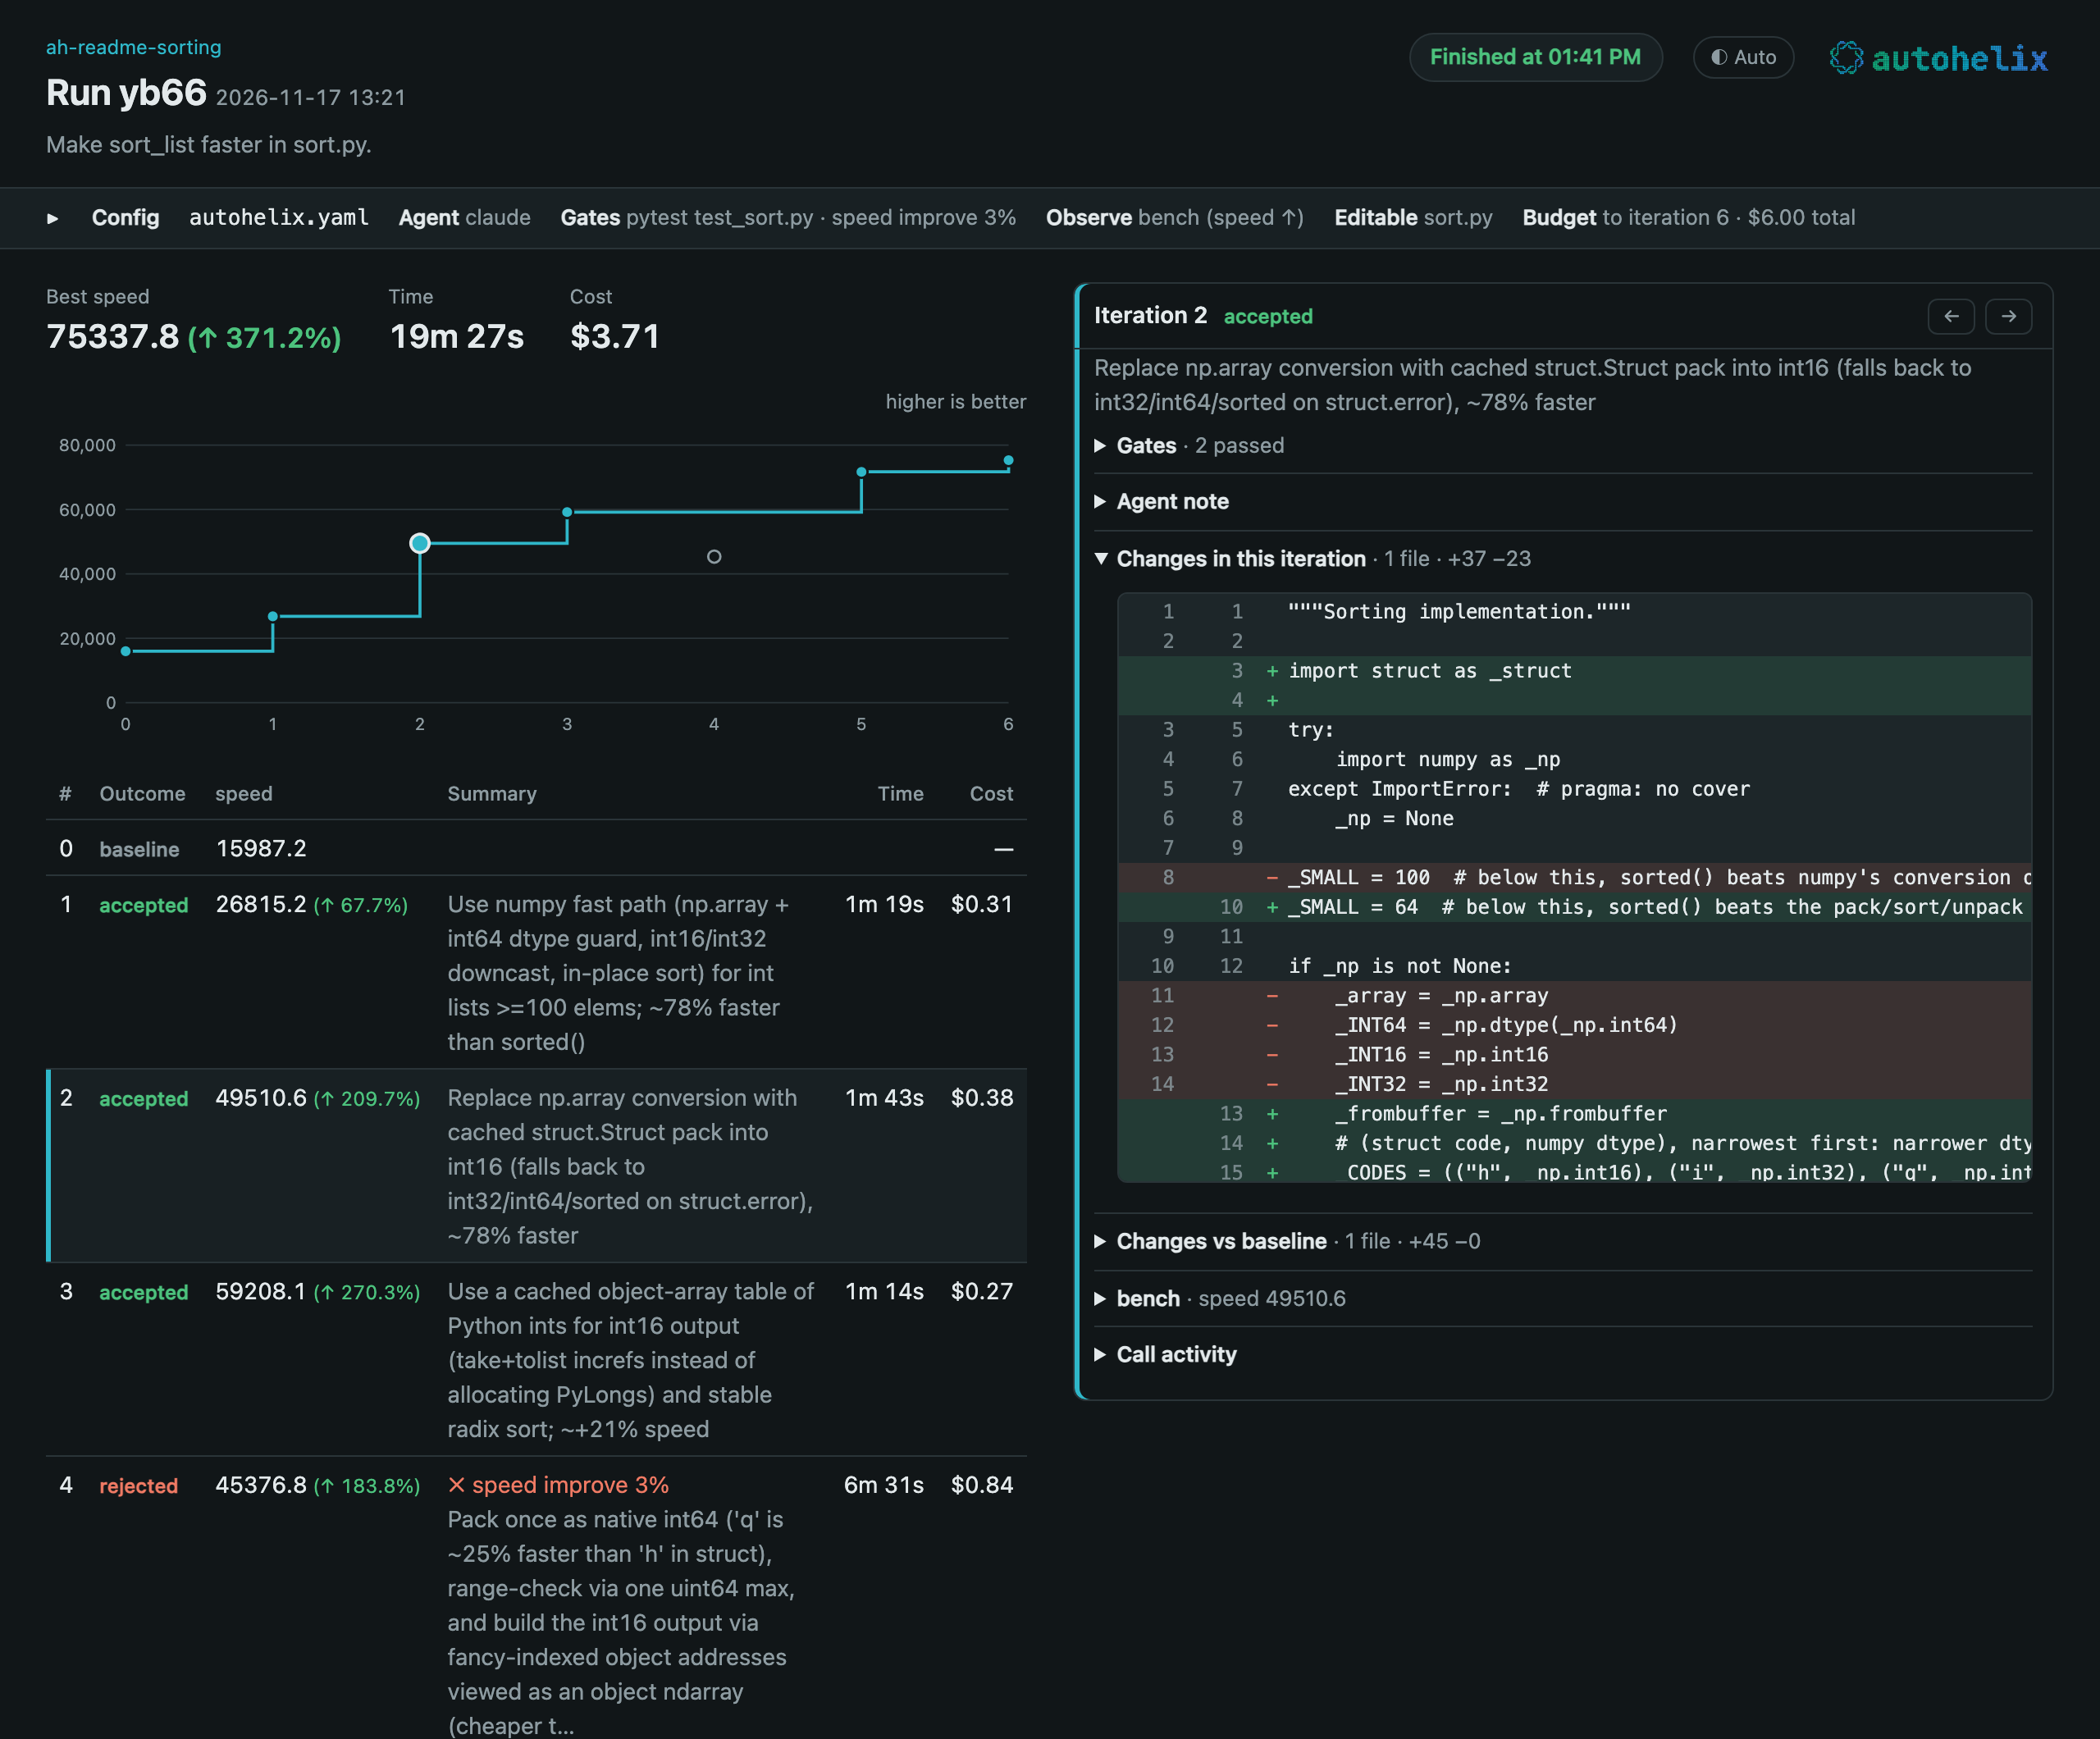 ah-readme-sorting
Run yb66 2026-11-17 13:21
Make sort_list faster in sort.py.
Finished at 01:41 PM
Auto
autohelix
Config autohelix.yaml Agent claude Gates pytest test_sort.py · speed improve 3% Observe bench (speed ↑) Editable sort.py Budget to iteration 6 · $6.00 total
Best speed Time Cost
75337.8 (↑ 371.2%) 19m 27s $3.71
higher is better
80,000
60,000
40,000
20,000
0
0 1 2 3 4 5 6
# Outcome speed Summary Time Cost
0 baseline 15987.2 —
1 accepted 26815.2 (↑ 67.7%) Use numpy fast path (np.array + 1m 19s $0.31
int64 dtype guard, int16/int32
downcast, in-place sort) for int
lists >=100 elems; ~78% faster
than sorted()
2 accepted 49510.6 (↑ 209.7%) Replace np.array conversion with 1m 43s $0.38
cached struct.Struct pack into
int16 (falls back to
int32/int64/sorted on struct.error),
~78% faster
3 accepted 59208.1 (↑ 270.3%) Use a cached object-array table of 1m 14s $0.27
Python ints for int16 output
(take+tolist increfs instead of
allocating PyLongs) and stable
radix sort; ~+21% speed
4 rejected 45376.8 (↑ 183.8%) ✕ speed improve 3% 6m 31s $0.84
Pack once as native int64 ('q' is
~25% faster than 'h' in struct),
range-check via one uint64 max,
and build the int16 output via
fancy-indexed object addresses
viewed as an object ndarray
(cheaper t...
Iteration 2 accepted
← →
Replace np.array conversion with cached struct.Struct pack into int16 (falls back to
int32/int64/sorted on struct.error), ~78% faster
Gates · 2 passed
Agent note
Changes in this iteration · 1 file · +37 −23
1 1 """Sorting implementation."""
2 2
3 + import struct as _struct
4 +
3 5 try:
4 6 import numpy as _np
5 7 except ImportError:  # pragma: no cover
6 8 _np = None
7 9
8 − _SMALL = 100  # below this, sorted() beats numpy's conversion
10 + _SMALL = 64  # below this, sorted() beats the pack/sort/unpack
9 11
10 12 if _np is not None:
11 − _array = _np.array
12 − _INT64 = _np.dtype(_np.int64)
13 − _INT16 = _np.int16
14 − _INT32 = _np.int32
13 + _frombuffer = _np.frombuffer
14 + # (struct code, numpy dtype), narrowest first: narrower dty
15 + _CODES = (("h", _np.int16), ("i", _np.int32), ("q", _np.int
Changes vs baseline · 1 file · +45 −0
bench · speed 49510.6
Call activity